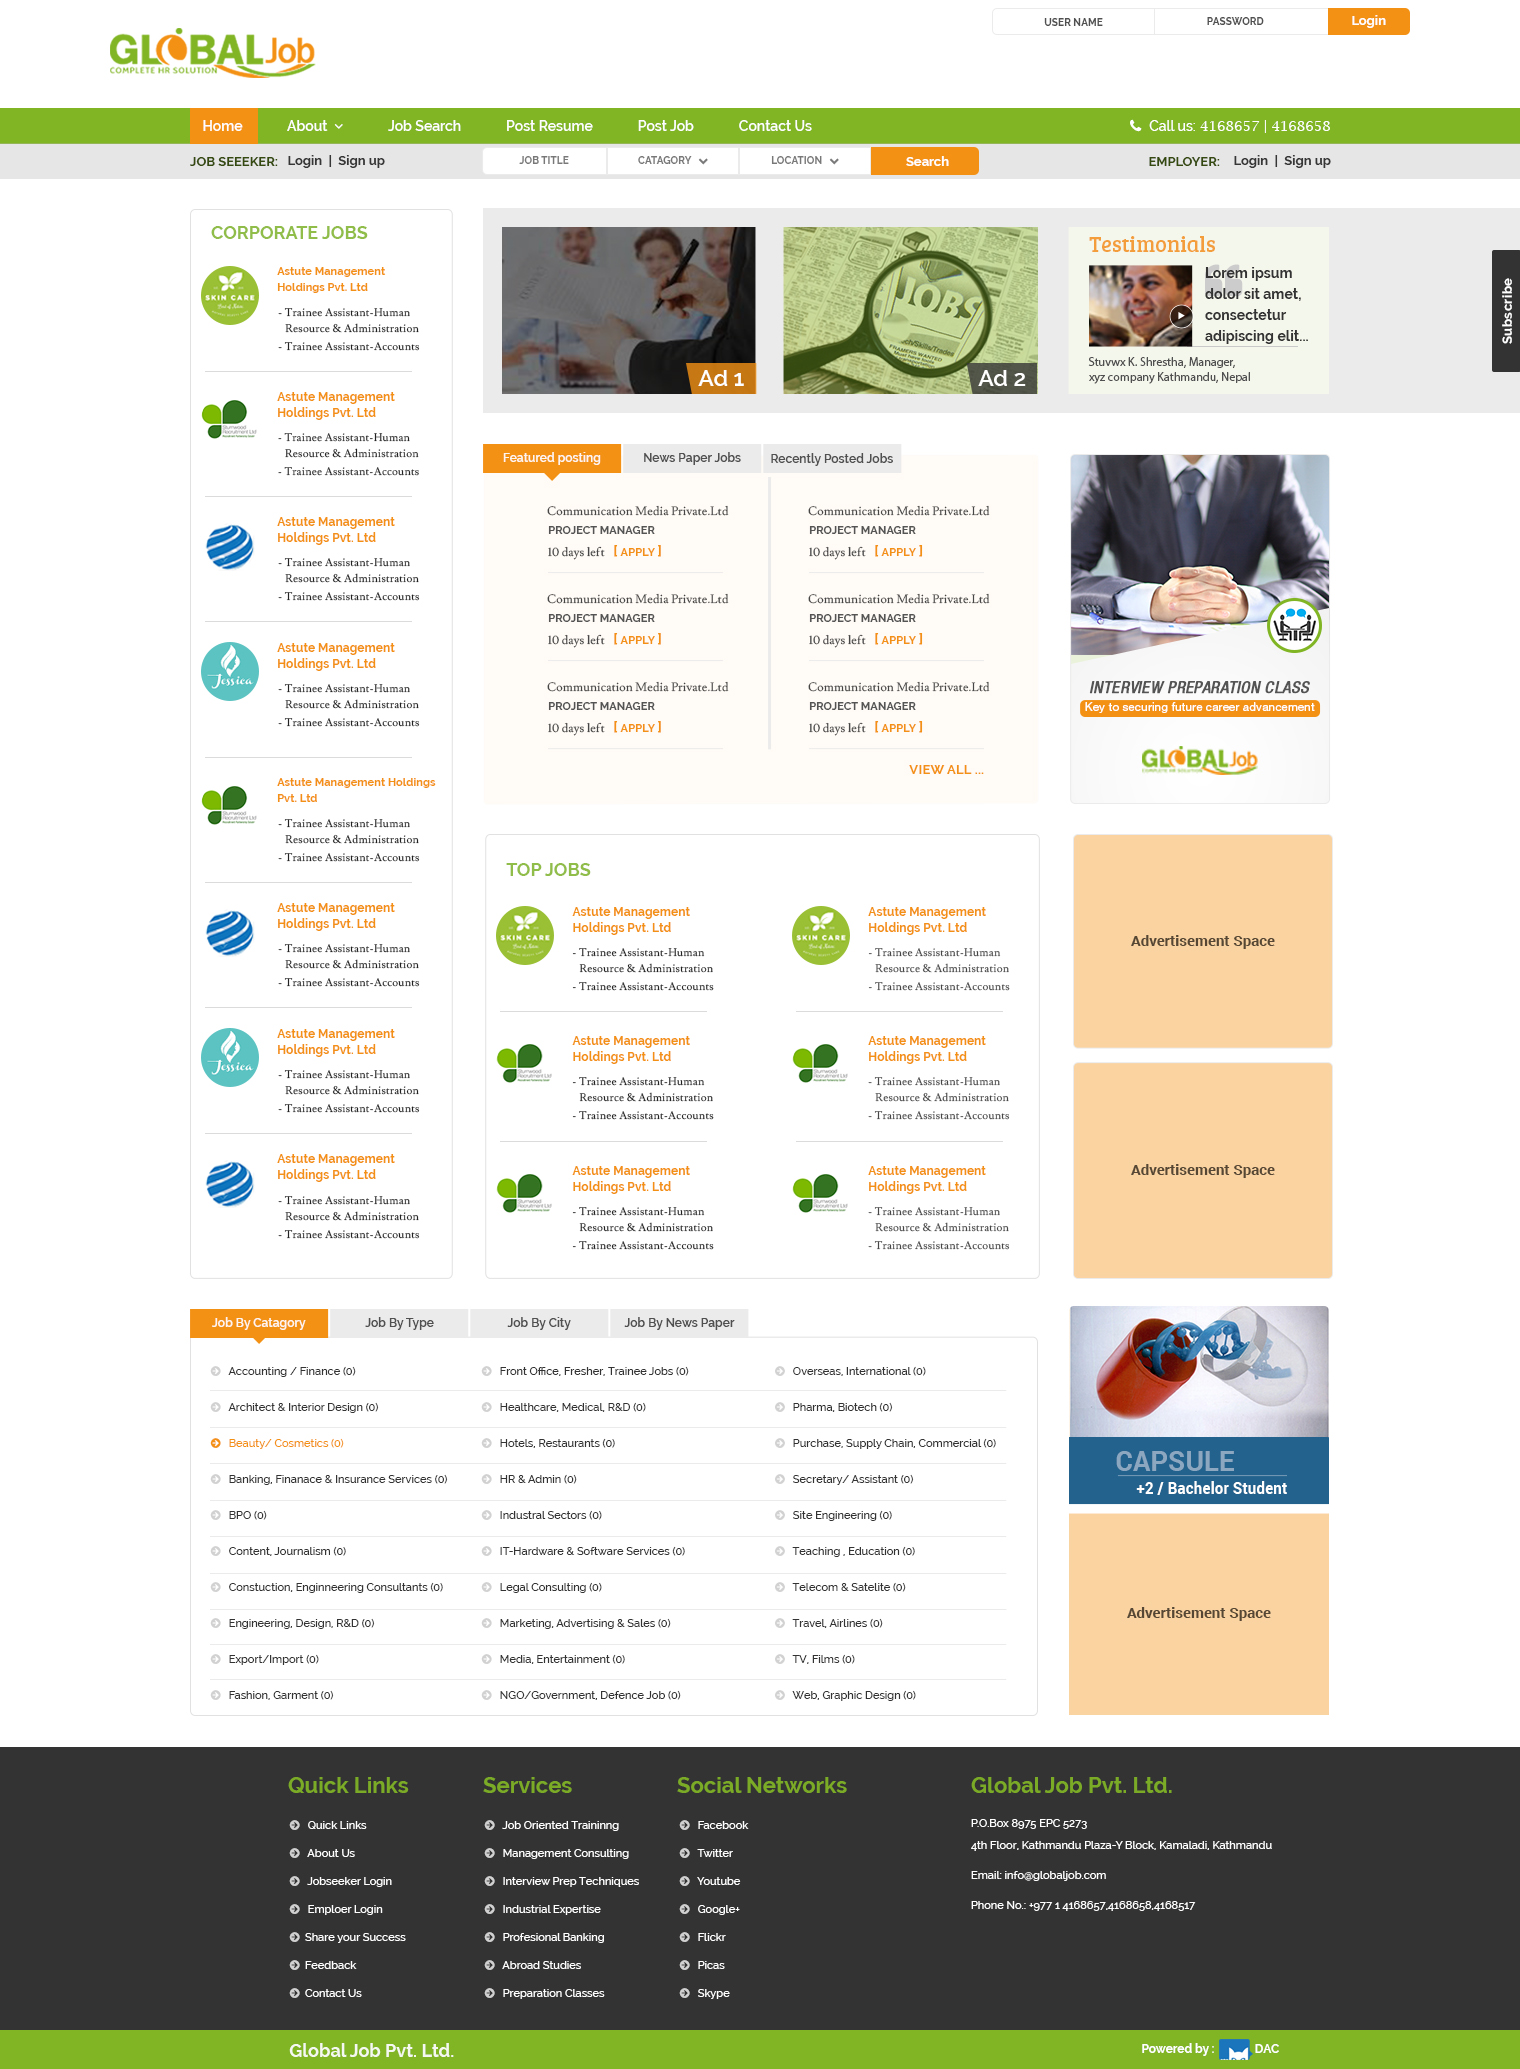 USER NAME
PASSWORD
Login
GLOBAL Job
COMPLETE HR SOLUTION
Home
About
Job Search
Post Resume
Post Job
Contact Us
Call us: 4168657 | 4168658
JOB SEEEKER: Login | Sign up
JOB TITLE
CATAGORY
LOCATION
Search
EMPLOYER: Login | Sign up
CORPORATE JOBS
SKIN CARE
Astute Management
Holdings Pvt. Ltd
- Trainee Assistant-Human
Resource & Administration
- Trainee Assistant-Accounts
Astute Management
Holdings Pvt. Ltd
- Trainee Assistant-Human
Resource & Administration
- Trainee Assistant-Accounts
Astute Management
Holdings Pvt. Ltd
- Trainee Assistant-Human
Resource & Administration
- Trainee Assistant-Accounts
Jessica
Astute Management
Holdings Pvt. Ltd
- Trainee Assistant-Human
Resource & Administration
- Trainee Assistant-Accounts
Astute Management Holdings
Pvt. Ltd
- Trainee Assistant-Human
Resource & Administration
- Trainee Assistant-Accounts
Astute Management
Holdings Pvt. Ltd
- Trainee Assistant-Human
Resource & Administration
- Trainee Assistant-Accounts
Jessica
Astute Management
Holdings Pvt. Ltd
- Trainee Assistant-Human
Resource & Administration
- Trainee Assistant-Accounts
Astute Management
Holdings Pvt. Ltd
- Trainee Assistant-Human
Resource & Administration
- Trainee Assistant-Accounts
Ad 1
JOBS
Ad 2
Testimonials
Lorem ipsum
dolor sit amet,
consectetur
adipiscing elit...
Stuvwx K. Shrestha, Manager,
xyz company Kathmandu, Nepal
Subscribe
Featured posting
News Paper Jobs
Recently Posted Jobs
Communication Media Private.Ltd
PROJECT MANAGER
10 days left [ APPLY ]
Communication Media Private.Ltd
PROJECT MANAGER
10 days left [ APPLY ]
Communication Media Private.Ltd
PROJECT MANAGER
10 days left [ APPLY ]
Communication Media Private.Ltd
PROJECT MANAGER
10 days left [ APPLY ]
Communication Media Private.Ltd
PROJECT MANAGER
10 days left [ APPLY ]
Communication Media Private.Ltd
PROJECT MANAGER
10 days left [ APPLY ]
VIEW ALL ...
INTERVIEW PREPARATION CLASS
Key to securing future career advancement
GLOBAL Job
COMPLETE HR SOLUTION
TOP JOBS
SKIN CARE
Astute Management
Holdings Pvt. Ltd
- Trainee Assistant-Human
Resource & Administration
- Trainee Assistant-Accounts
SKIN CARE
Astute Management
Holdings Pvt. Ltd
- Trainee Assistant-Human
Resource & Administration
- Trainee Assistant-Accounts
Astute Management
Holdings Pvt. Ltd
- Trainee Assistant-Human
Resource & Administration
- Trainee Assistant-Accounts
Astute Management
Holdings Pvt. Ltd
- Trainee Assistant-Human
Resource & Administration
- Trainee Assistant-Accounts
Astute Management
Holdings Pvt. Ltd
- Trainee Assistant-Human
Resource & Administration
- Trainee Assistant-Accounts
Astute Management
Holdings Pvt. Ltd
- Trainee Assistant-Human
Resource & Administration
- Trainee Assistant-Accounts
Advertisement Space
Advertisement Space
Job By Catagory
Job By Type
Job By City
Job By News Paper
Accounting / Finance (0)
Architect & Interior Design (0)
Beauty/ Cosmetics (0)
Banking, Finanace & Insurance Services (0)
BPO (0)
Content, Journalism (0)
Constuction, Enginneering Consultants (0)
Engineering, Design, R&D (0)
Export/Import (0)
Fashion, Garment (0)
Front Office, Fresher, Trainee Jobs (0)
Healthcare, Medical, R&D (0)
Hotels, Restaurants (0)
HR & Admin (0)
Industral Sectors (0)
IT-Hardware & Software Services (0)
Legal Consulting (0)
Marketing, Advertising & Sales (0)
Media, Entertainment (0)
NGO/Government, Defence Job (0)
Overseas, International (0)
Pharma, Biotech (0)
Purchase, Supply Chain, Commercial (0)
Secretary/ Assistant (0)
Site Engineering (0)
Teaching , Education (0)
Telecom & Satelite (0)
Travel, Airlines (0)
TV, Films (0)
Web, Graphic Design (0)
CAPSULE
+2 / Bachelor Student
Advertisement Space
Quick Links
Quick Links
About Us
Jobseeker Login
Emploer Login
Share your Success
Feedback
Contact Us
Services
Job Oriented Traininng
Management Consulting
Interview Prep Techniques
Industrial Expertise
Profesional Banking
Abroad Studies
Preparation Classes
Social Networks
Facebook
Twitter
Youtube
Google+
Flickr
Picas
Skype
Global Job Pvt. Ltd.
P.O.Box 8975 EPC 5273
4th Floor, Kathmandu Plaza-Y Block, Kamaladi, Kathmandu
Email: info@globaljob.com
Phone No.: +977 1 4168657,4168658,4168517
Global Job Pvt. Ltd.
Powered by : DAC